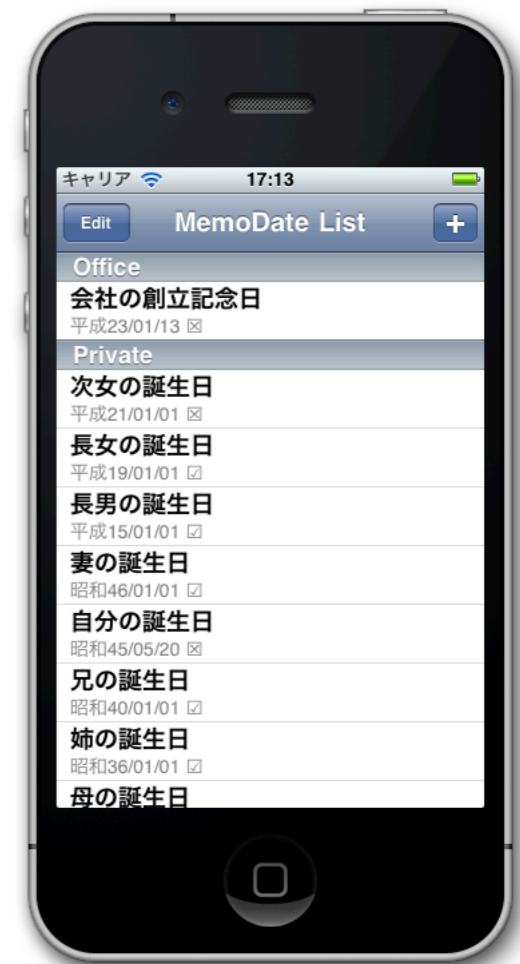 キャリア 17:13
Edit MemoDate List +
Office
会社の創立記念日
平成23/01/13 ☒
Private
次女の誕生日
平成21/01/01 ☒
長女の誕生日
平成19/01/01 ☑
長男の誕生日
平成15/01/01 ☑
妻の誕生日
昭和46/01/01 ☑
自分の誕生日
昭和45/05/20 ☒
兄の誕生日
昭和40/01/01 ☑
姉の誕生日
昭和36/01/01 ☑
母の誕生日